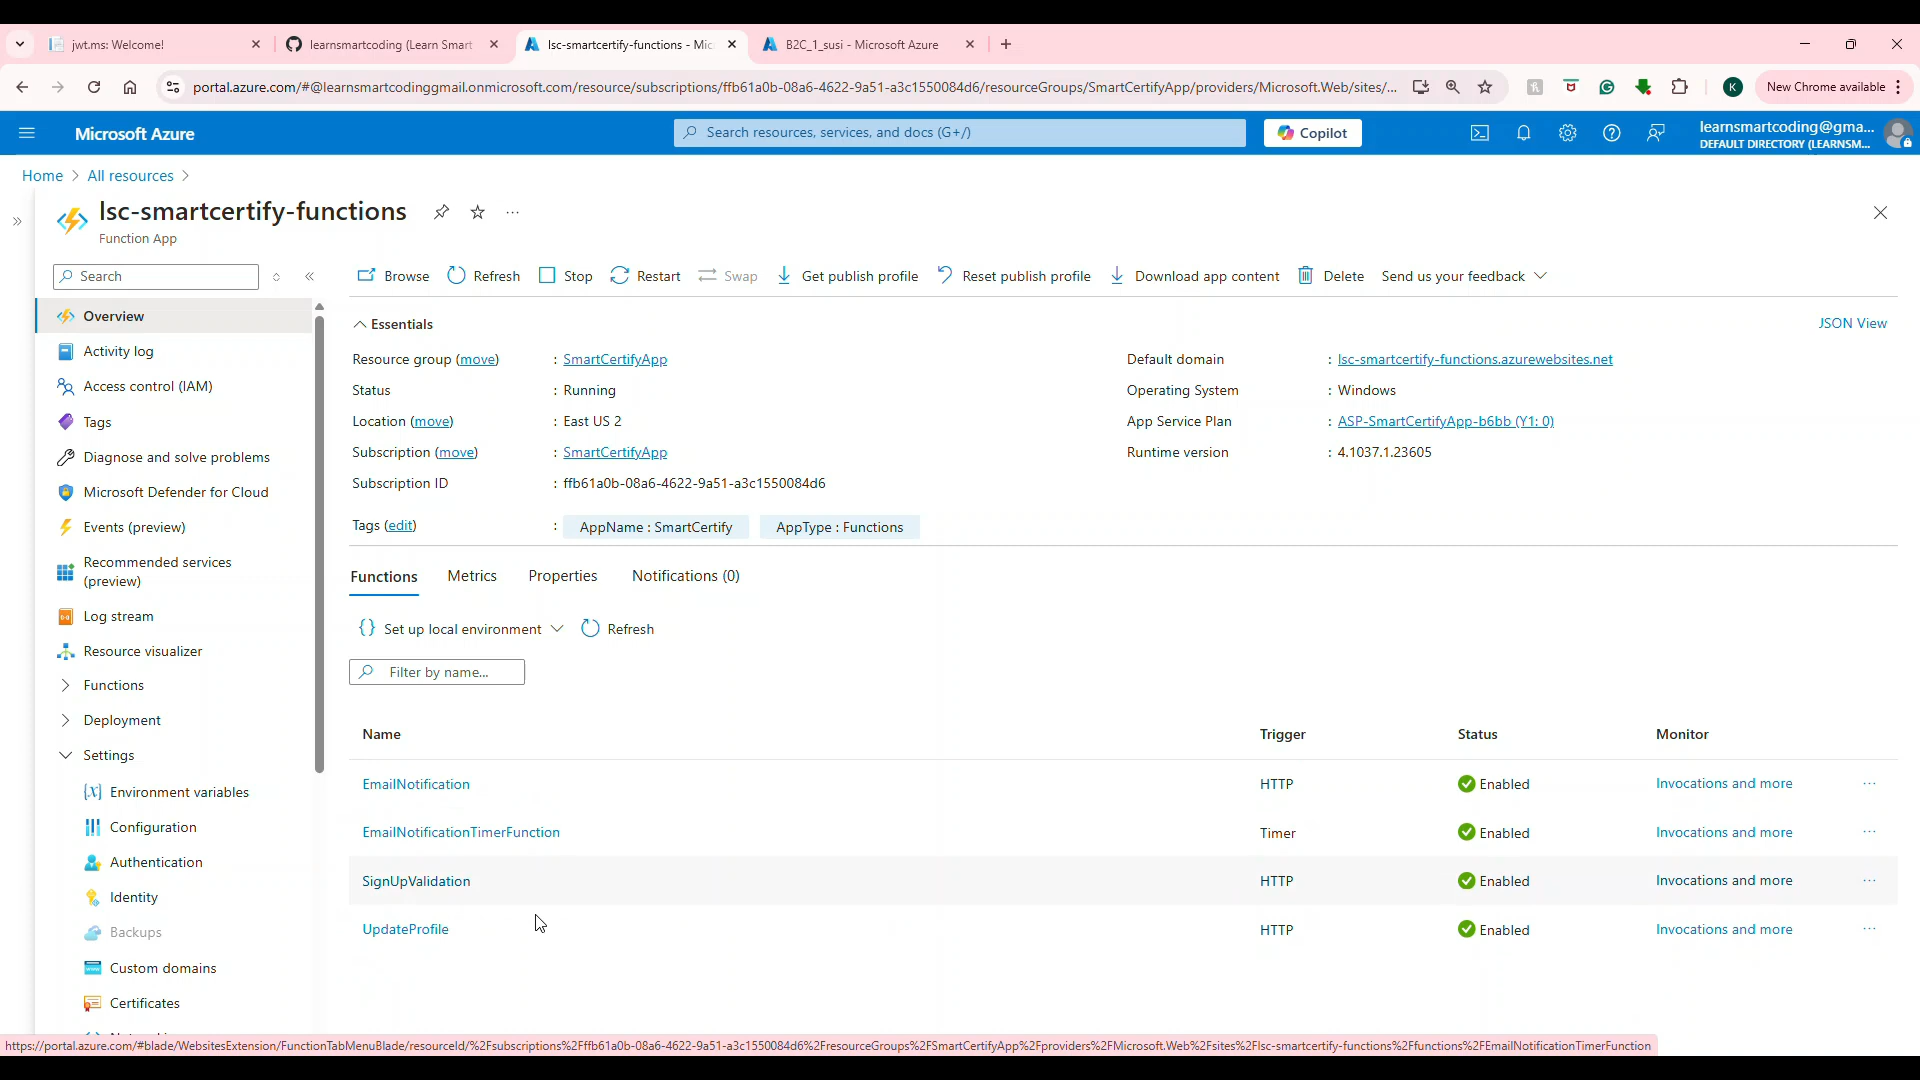 jwt.ms: Welcome!
learnsmartcoding (Learn Smart
lsc-smartcertify-functions - Mic
B2C_1_susi - Microsoft Azure
portal.azure.com/#@learnsmartcodinggmail.onmicrosoft.com/resource/subscriptions/ffb61a0b-08a6-4622-9a51-a3c1550084d6/resourceGroups/SmartCertifyApp/providers/Microsoft.Web/sites/...
K
New Chrome available
Microsoft Azure
Search resources, services, and docs (G+/)
Copilot
learnsmartcoding@gma...
DEFAULT DIRECTORY (LEARNSM...
Home > All resources >
lsc-smartcertify-functions
Function App
Search
Browse
Refresh
Stop
Restart
Swap
Get publish profile
Reset publish profile
Download app content
Delete
Send us your feedback
Overview
Activity log
Access control (IAM)
Tags
Diagnose and solve problems
Microsoft Defender for Cloud
Events (preview)
Recommended services
(preview)
Log stream
Resource visualizer
Functions
Deployment
Settings
Environment variables
Configuration
Authentication
Identity
Backups
Custom domains
Certificates
Essentials
JSON View
Resource group (move) : SmartCertifyApp
Status : Running
Location (move) : East US 2
Subscription (move) : SmartCertifyApp
Subscription ID : ffb61a0b-08a6-4622-9a51-a3c1550084d6
Default domain : lsc-smartcertify-functions.azurewebsites.net
Operating System : Windows
App Service Plan : ASP-SmartCertifyApp-b6bb (Y1: 0)
Runtime version : 4.1037.1.23605
Tags (edit) : AppName : SmartCertify AppType : Functions
Functions Metrics Properties Notifications (0)
{} Set up local environment Refresh
Filter by name...
Name Trigger Status Monitor
EmailNotification HTTP Enabled Invocations and more ...
EmailNotificationTimerFunction Timer Enabled Invocations and more ...
SignUpValidation HTTP Enabled Invocations and more ...
UpdateProfile HTTP Enabled Invocations and more ...
https://portal.azure.com/#blade/WebsitesExtension/FunctionTabMenuBlade/resourceId/%2Fsubscriptions%2Fffb61a0b-08a6-4622-9a51-a3c1550084d6%2FresourceGroups%2FSmartCertifyApp%2Fproviders%2FMicrosoft.Web%2Fsites%2Flsc-smartcertify-functions%2Ffunctions%2FEmailNotificationTimerFunction